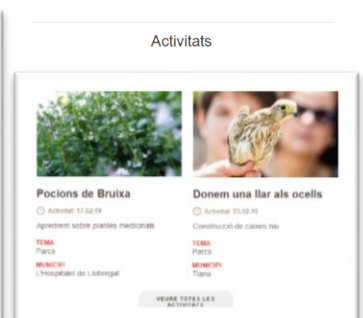 Activitats
Pocions de Bruixa
Activitat 17.02.19
Apredrem sobre plantes medicinals
TEMA
Parcs
MUNICIPI
L'Hospitalet de Llobregat
Donem una llar als ocells
Activitat 23.02.19
Construcció de caixes niu
TEMA
Parcs
MUNICIPI
Tiana
VEURE TOTES LES
ACTIVITATS